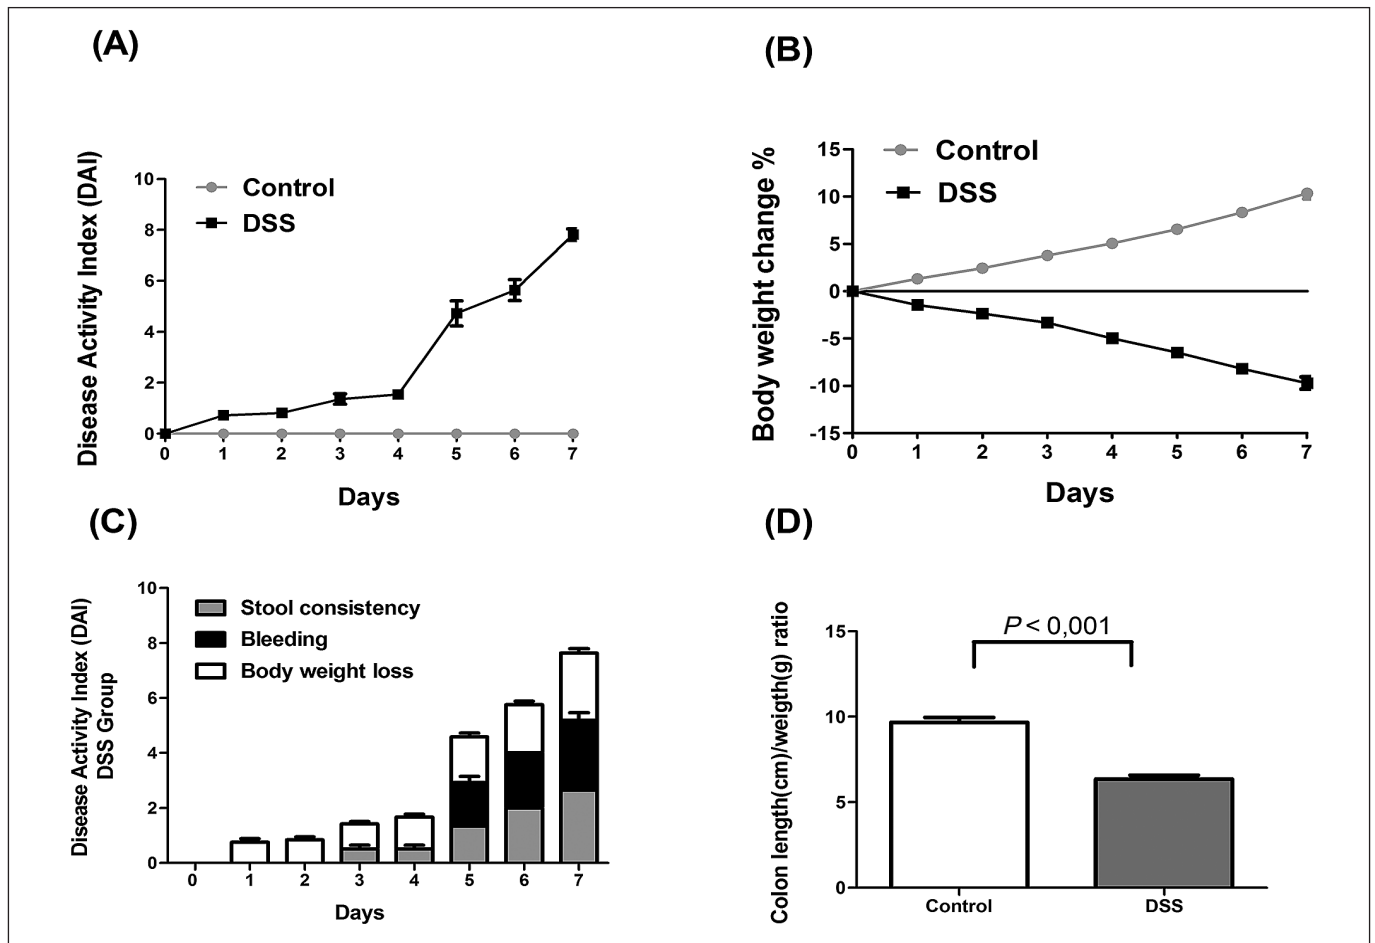 (A)
Disease Activity Index (DAI)
10
8
6
4
2
0
Control
DSS
0 1 2 3 4 5 6 7
Days
(B)
Body weight change %
15
10
5
0
-5
-10
-15
Control
DSS
0 1 2 3 4 5 6 7
Days
(C)
Disease Activity Index (DAI)
DSS Group
10
8
6
4
2
0
Stool consistency
Bleeding
Body weight loss
0 1 2 3 4 5 6 7
Days
(D)
Colon length(cm)/weigth(g) ratio
15
10
5
0
P < 0,001
Control DSS